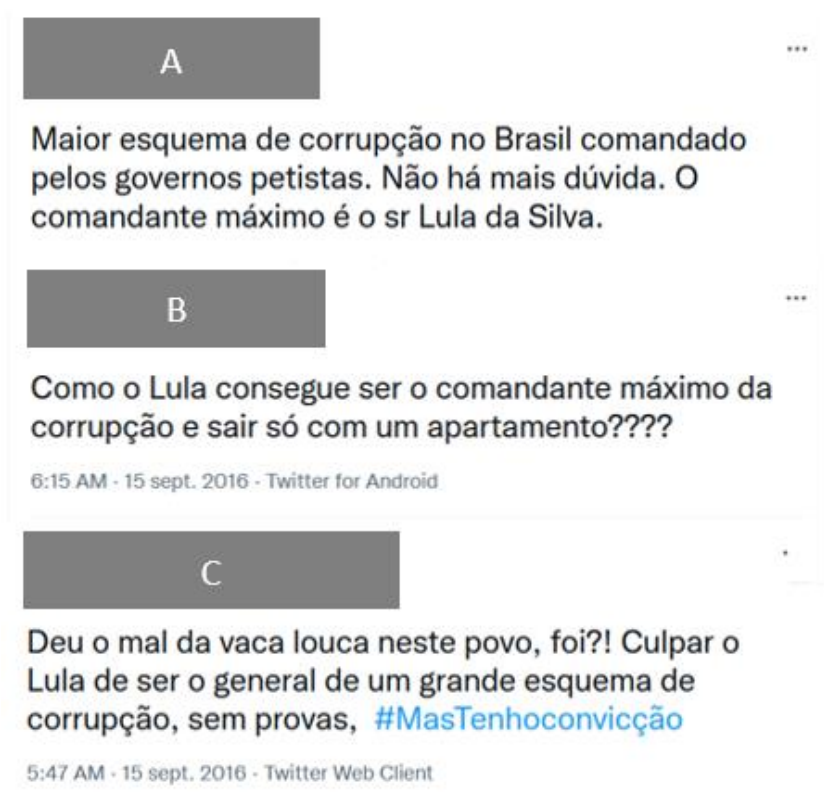 A
...
Maior esquema de corrupção no Brasil comandado
pelos governos petistas. Não há mais dúvida. O
comandante máximo é o sr Lula da Silva.
B
...
Como o Lula consegue ser o comandante máximo da
corrupção e sair só com um apartamento????
6:15 AM · 15 sept. 2016 · Twitter for Android
C
Deu o mal da vaca louca neste povo, foi?! Culpar o
Lula de ser o general de um grande esquema de
corrupção, sem provas, #MasTenhoconvicção
5:47 AM · 15 sept. 2016 · Twitter Web Client